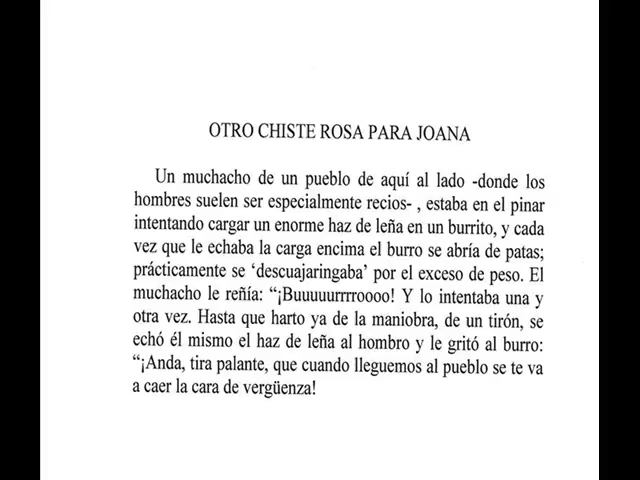 OTRO CHISTE ROSA PARA JOANA
Un muchacho de un pueblo de aquí al lado -donde los
hombres suelen ser especialmente recios- , estaba en el pinar
intentando cargar un enorme haz de leña en un burrito, y cada
vez que le echaba la carga encima el burro se abría de patas;
prácticamente se ‘descuajaringaba’ por el exceso de peso. El
muchacho le reñía: “¡Buuuuurrrroooo! Y lo intentaba una y
otra vez. Hasta que harto ya de la maniobra, de un tirón, se
echó él mismo el haz de leña al hombro y le gritó al burro:
“¡Anda, tira palante, que cuando lleguemos al pueblo se te va
a caer la cara de vergüenza!